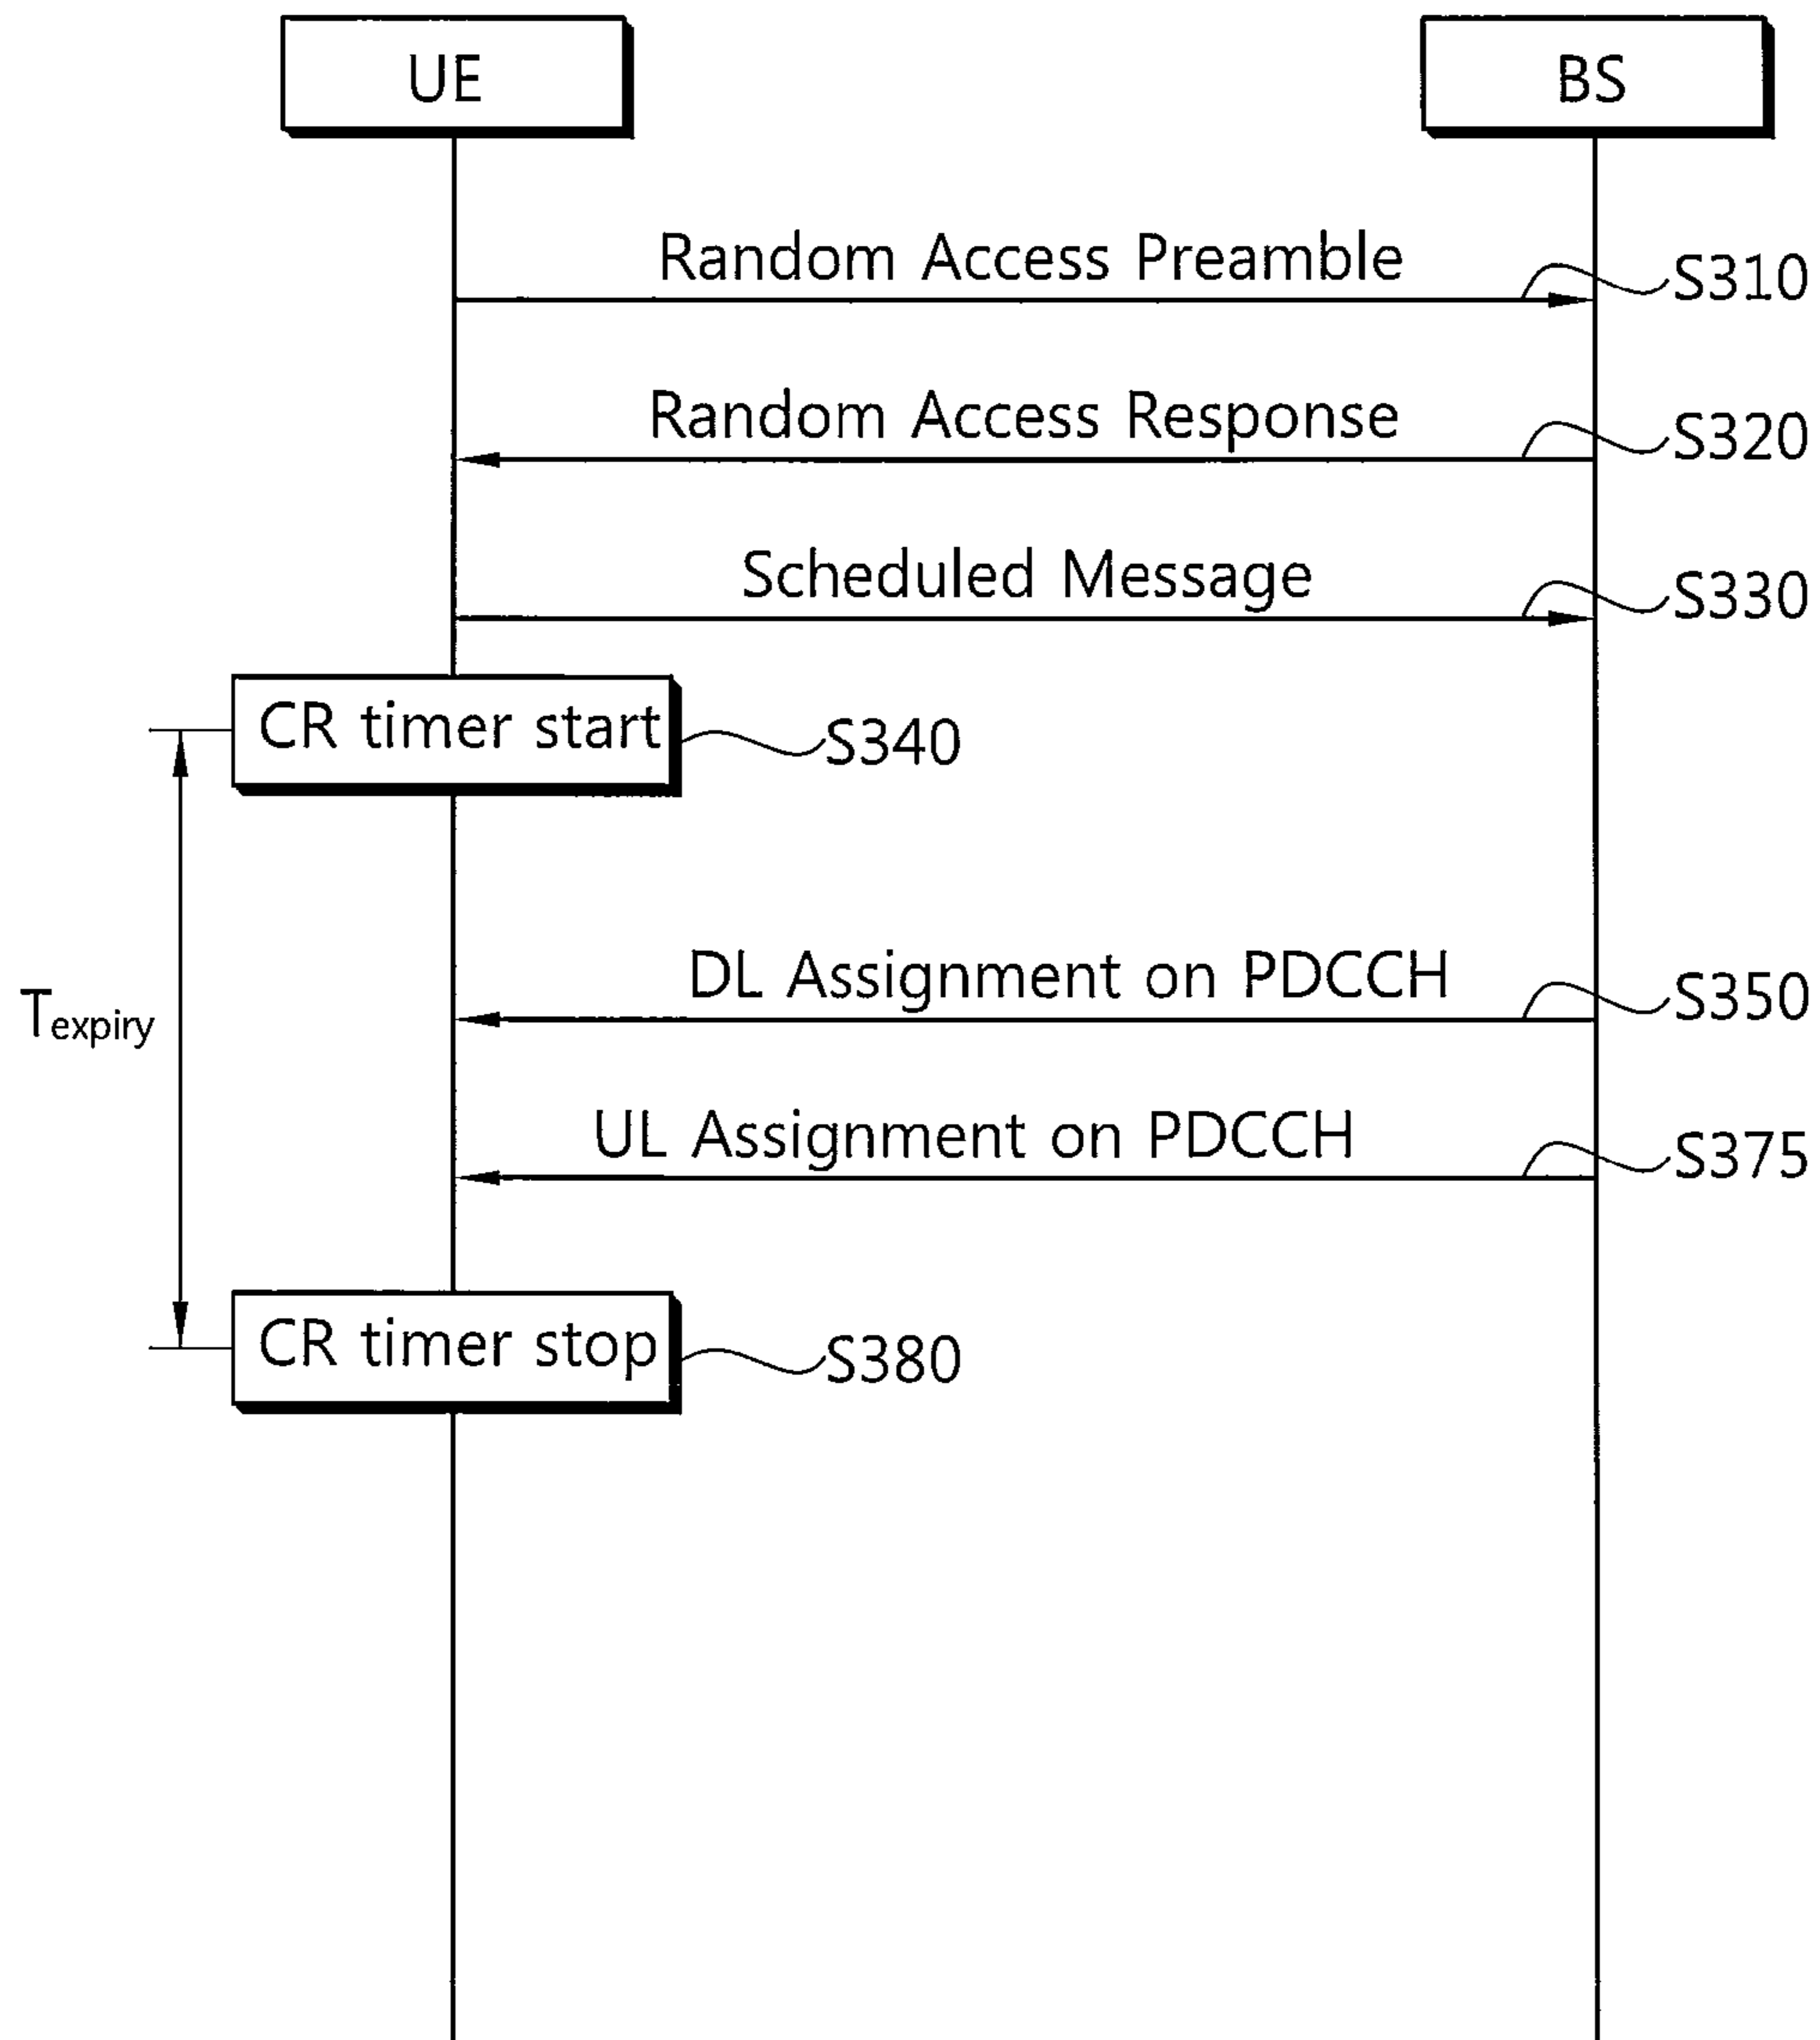 UE
BS
Random Access Preamble
S310
Random Access Response
S320
Scheduled Message
S330
CR timer start
S340
DL Assignment on PDCCH
S350
Texpiry
UL Assignment on PDCCH
S375
CR timer stop
S380